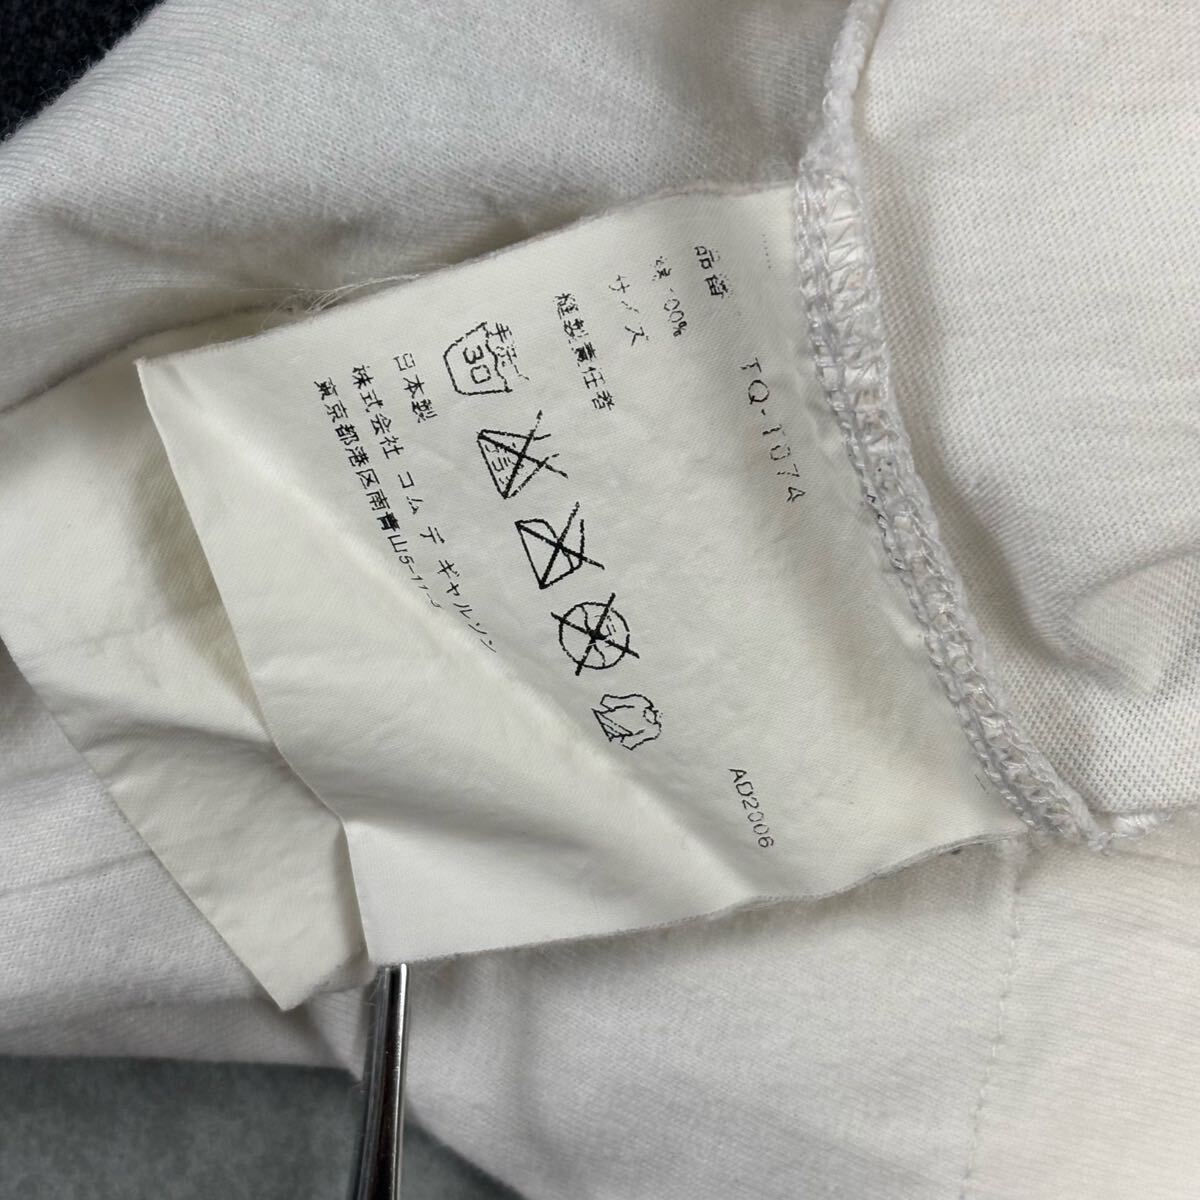 品番 TQ-T074
綿100%
サイズ
縫製責任者
手洗イ 30
日本製
株式会社 コム デ ギャルソン
東京都港区南青山5-11-5
AD2006